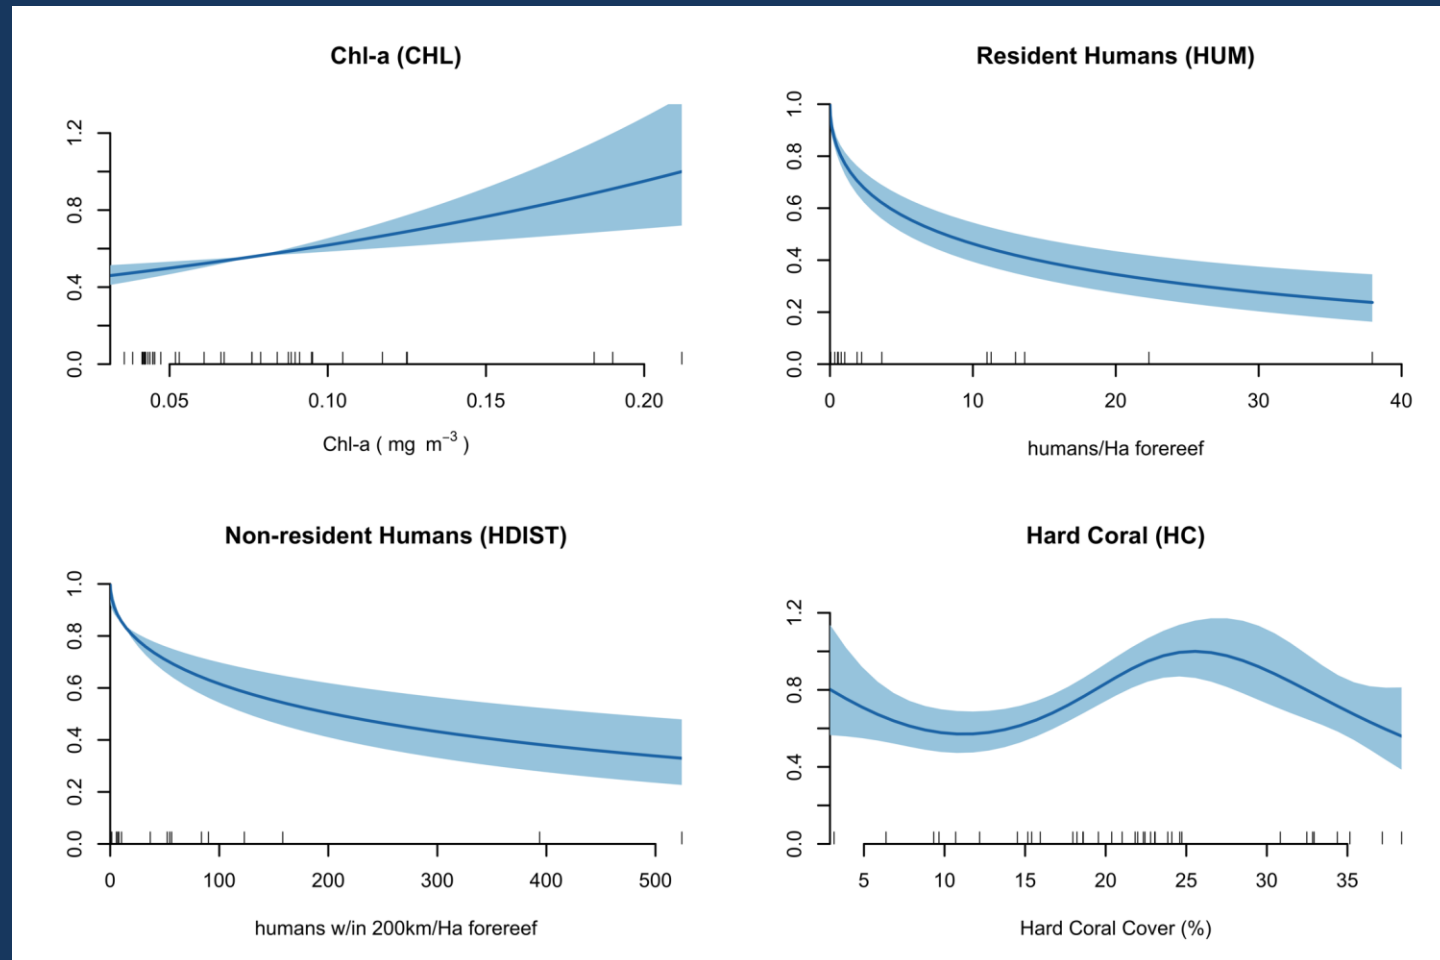 Chl-a (CHL)
1.2
0.8
0.4
0.0
0.05 0.10 0.15 0.20
Chl-a ( mg m⁻³ )
Resident Humans (HUM)
1.0
0.8
0.6
0.4
0.2
0.0
0 10 20 30 40
humans/Ha forereef
Non-resident Humans (HDIST)
1.0
0.8
0.6
0.4
0.2
0.0
0 100 200 300 400 500
humans w/in 200km/Ha forereef
Hard Coral (HC)
1.2
0.8
0.4
0.0
5 10 15 20 25 30 35
Hard Coral Cover (%)